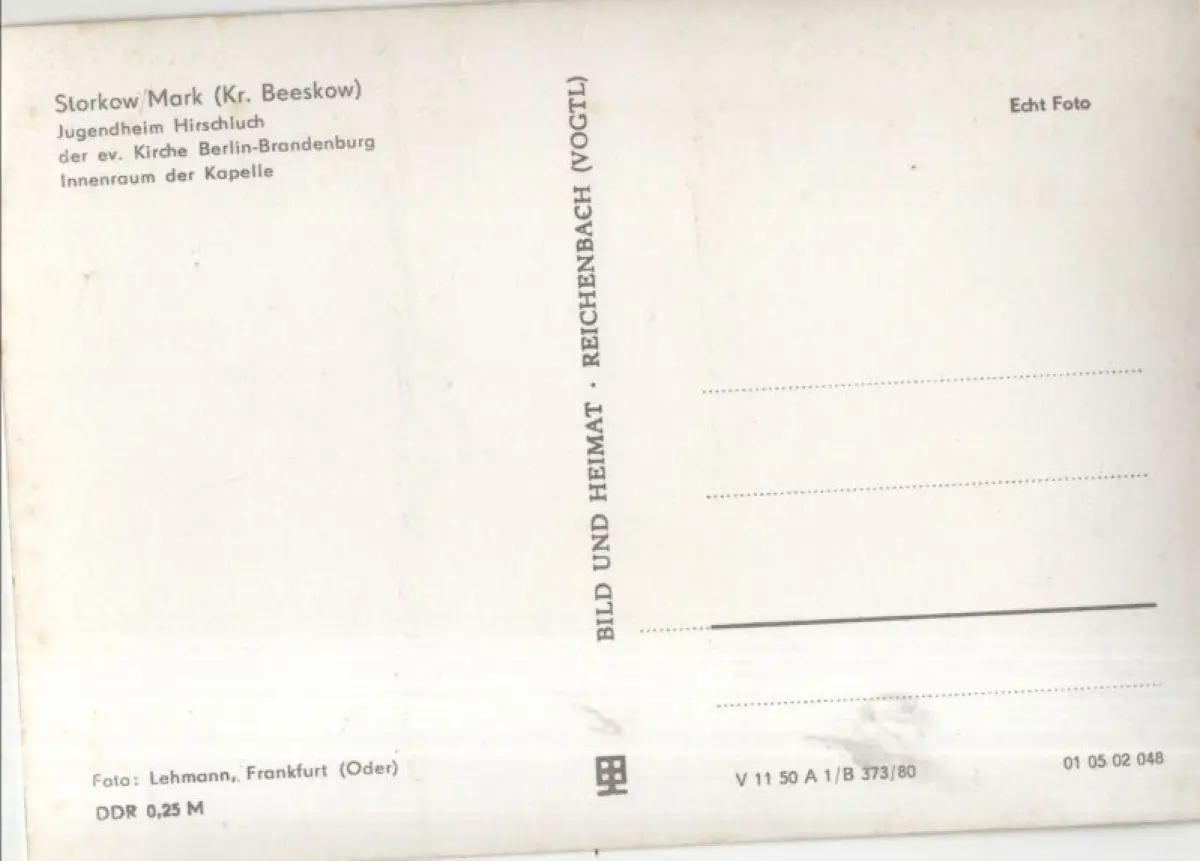 Storkow/Mark (Kr. Beeskow)
Jugendheim Hirschluch
der ev. Kirche Berlin-Brandenburg
Innenraum der Kapelle
Echt Foto
BILD UND HEIMAT · REICHENBACH (VOGTL)
Foto: Lehmann, Frankfurt (Oder)
DDR 0,25 M
V 11 50 A 1/B 373/80
01 05 02 048